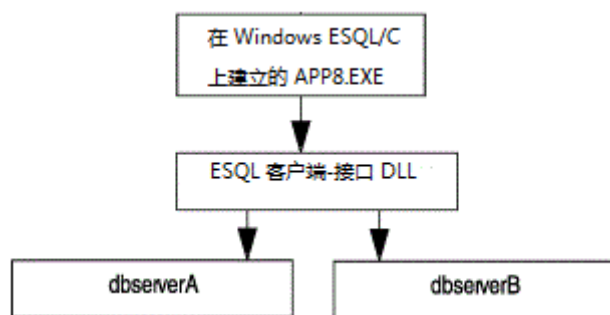 在 Windows ESQL/C
上建立的 APP8.EXE
ESQL 客户端-接口 DLL
dbserverA
dbserverB